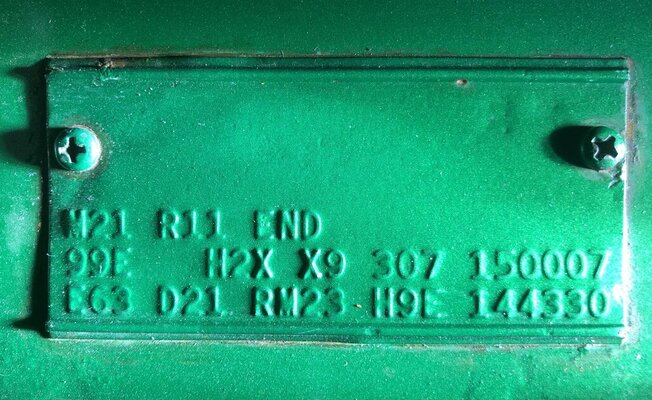 M21 R11 END
99E H2X X9 307 150007
E63 D21 RM23 H9E 144330